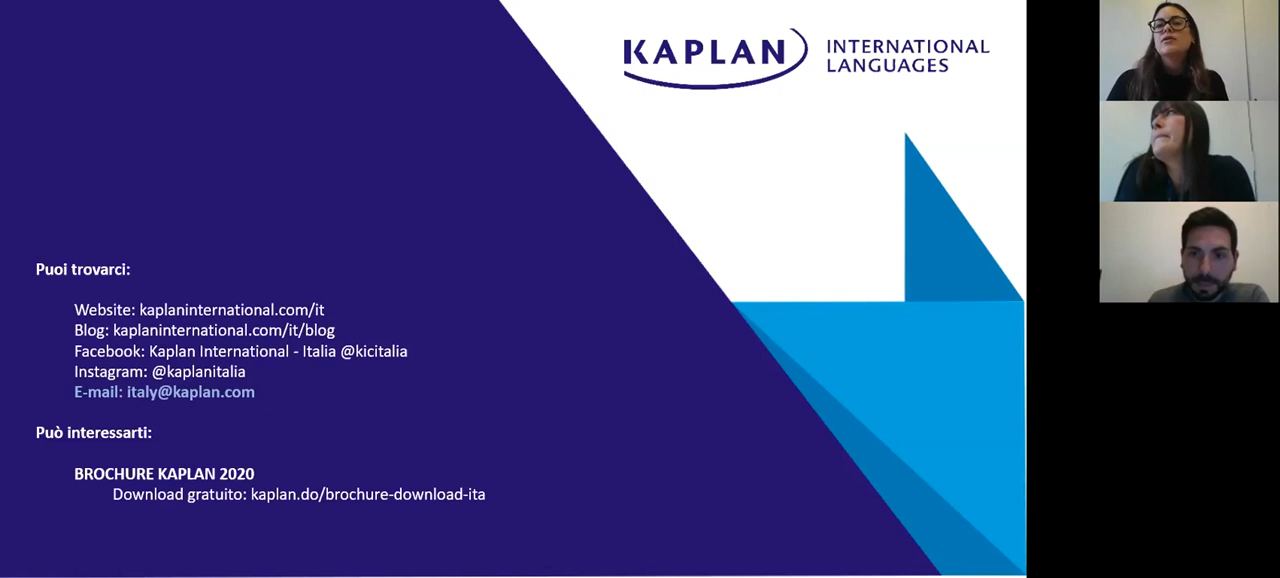 KAPLAN INTERNATIONAL
LANGUAGES
Puoi trovarci:
Website: kaplaninternational.com/it
Blog: kaplaninternational.com/it/blog
Facebook: Kaplan International - Italia @kicitalia
Instagram: @kaplanitalia
E-mail: italy@kaplan.com
Può interessarti:
BROCHURE KAPLAN 2020
Download gratuito: kaplan.do/brochure-download-ita